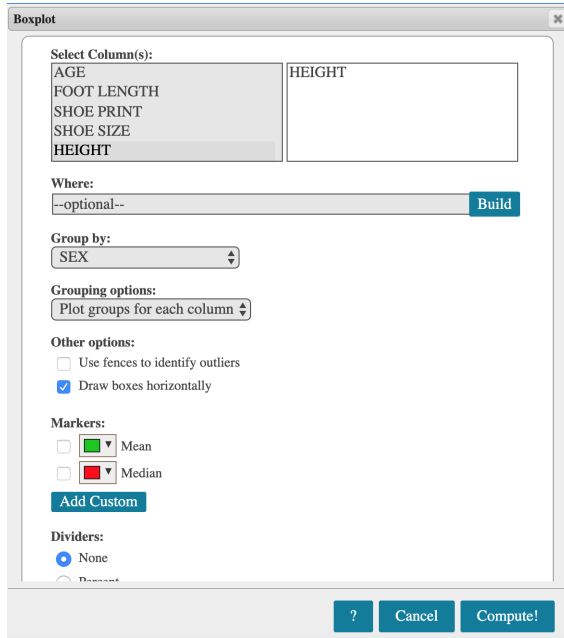 Boxplot
Select Column(s):
AGE HEIGHT
FOOT LENGTH
SHOE PRINT
SHOE SIZE
HEIGHT
Where:
--optional-- Build
Group by:
SEX
Grouping options:
Plot groups for each column
Other options:
Use fences to identify outliers
Draw boxes horizontally
Markers:
Mean
Median
Add Custom
Dividers:
None
? Cancel Compute!